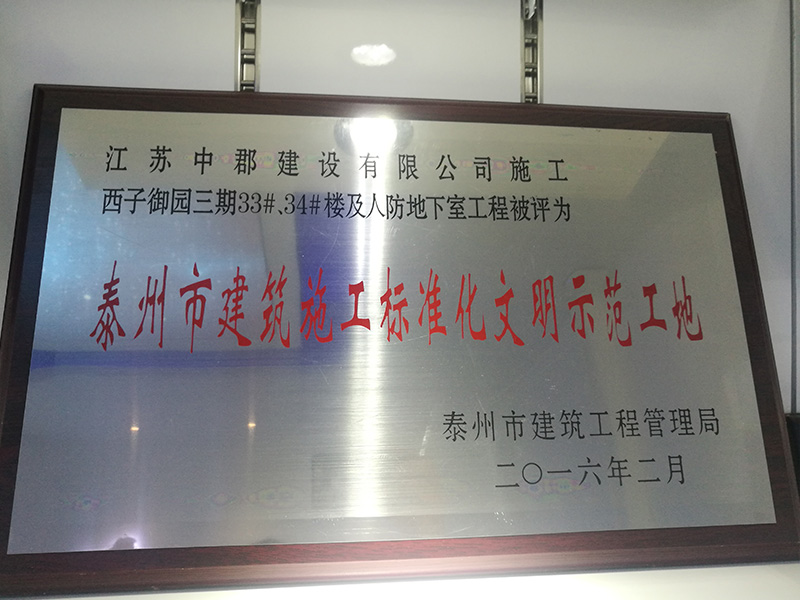 江苏中郡建设有限公司施工
西子御园三期33#、34#楼及人防地下室工程被评为
泰州市建筑施工标准化文明示范工地
泰州市建筑工程管理局
二〇一六年二月